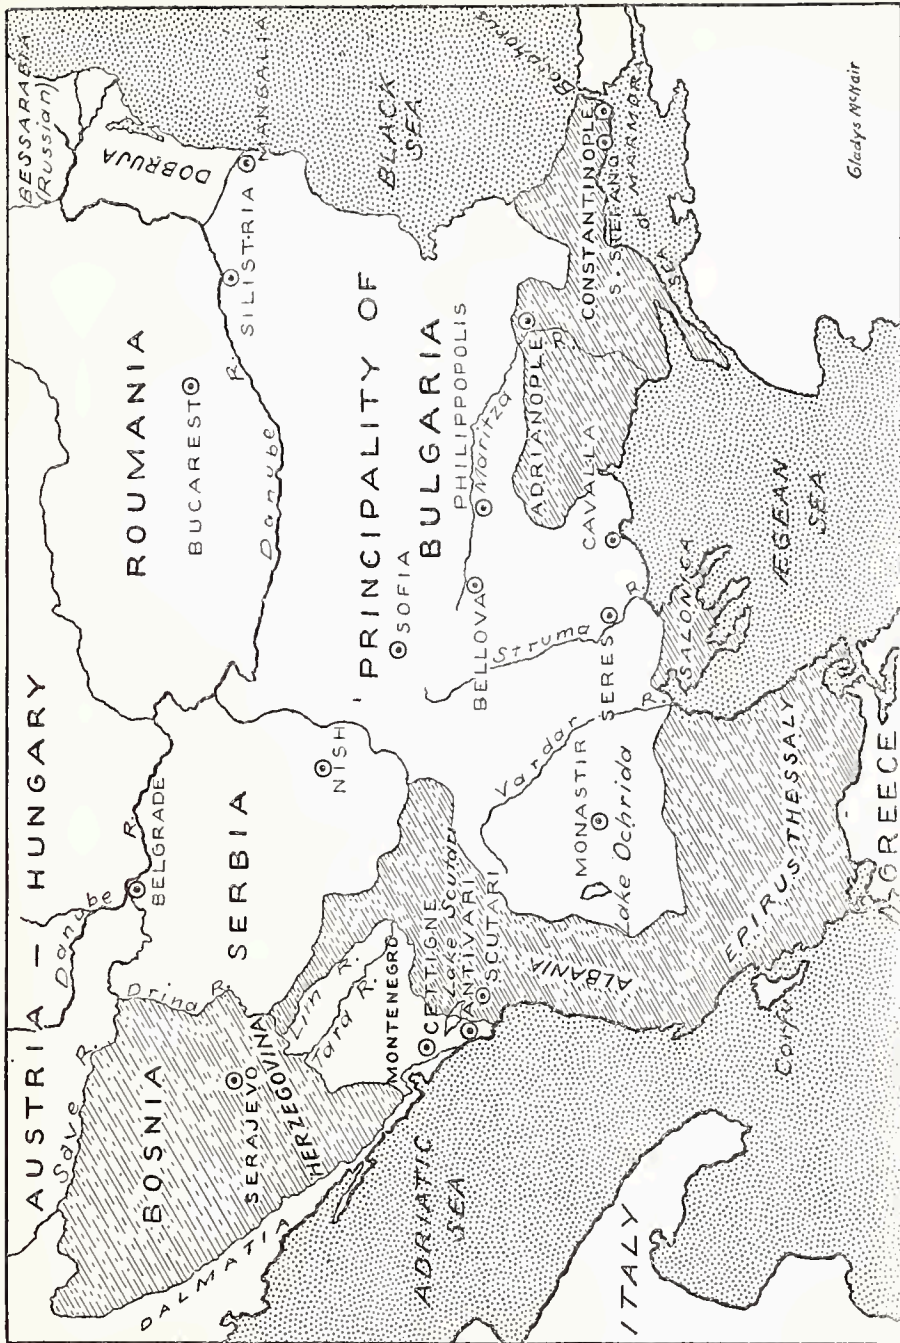 AUSTRIA – HUNGARY
BESSARABIA
(Russian)
Save R.
Danube R.
BELGRADE
ROUMANIA
BUCAREST
DOBRUJA
MANGALIA
SILISTRIA
Danube R.
BOSNIA
SERAJEVO
HERZEGOVINA
DALMATIA
Drina R.
SERBIA
NISH
PRINCIPALITY OF
BULGARIA
SOFIA
PHILIPPOPOLIS
Maritza R.
BELLOVA
BLACK
SEA
BOSPHORUS
Lin R.
Tara R.
MONTENEGRO
CETTIGNE
Lake Scutari
ANTIVARI
SCUTARI
ALBANIA
Vardar R.
Struma R.
SERES
MONASTIR
Lake Ochrida
CAVALLA
ADRIANOPLE
CONSTANTINOPLE
S. STEFANO
SEA OF MARMORA
SALONICA
ÆGEAN
SEA
ADRIATIC
SEA
ITALY
Corfu
EPIRUS
THESSALY
GREECE
Gladys McNair